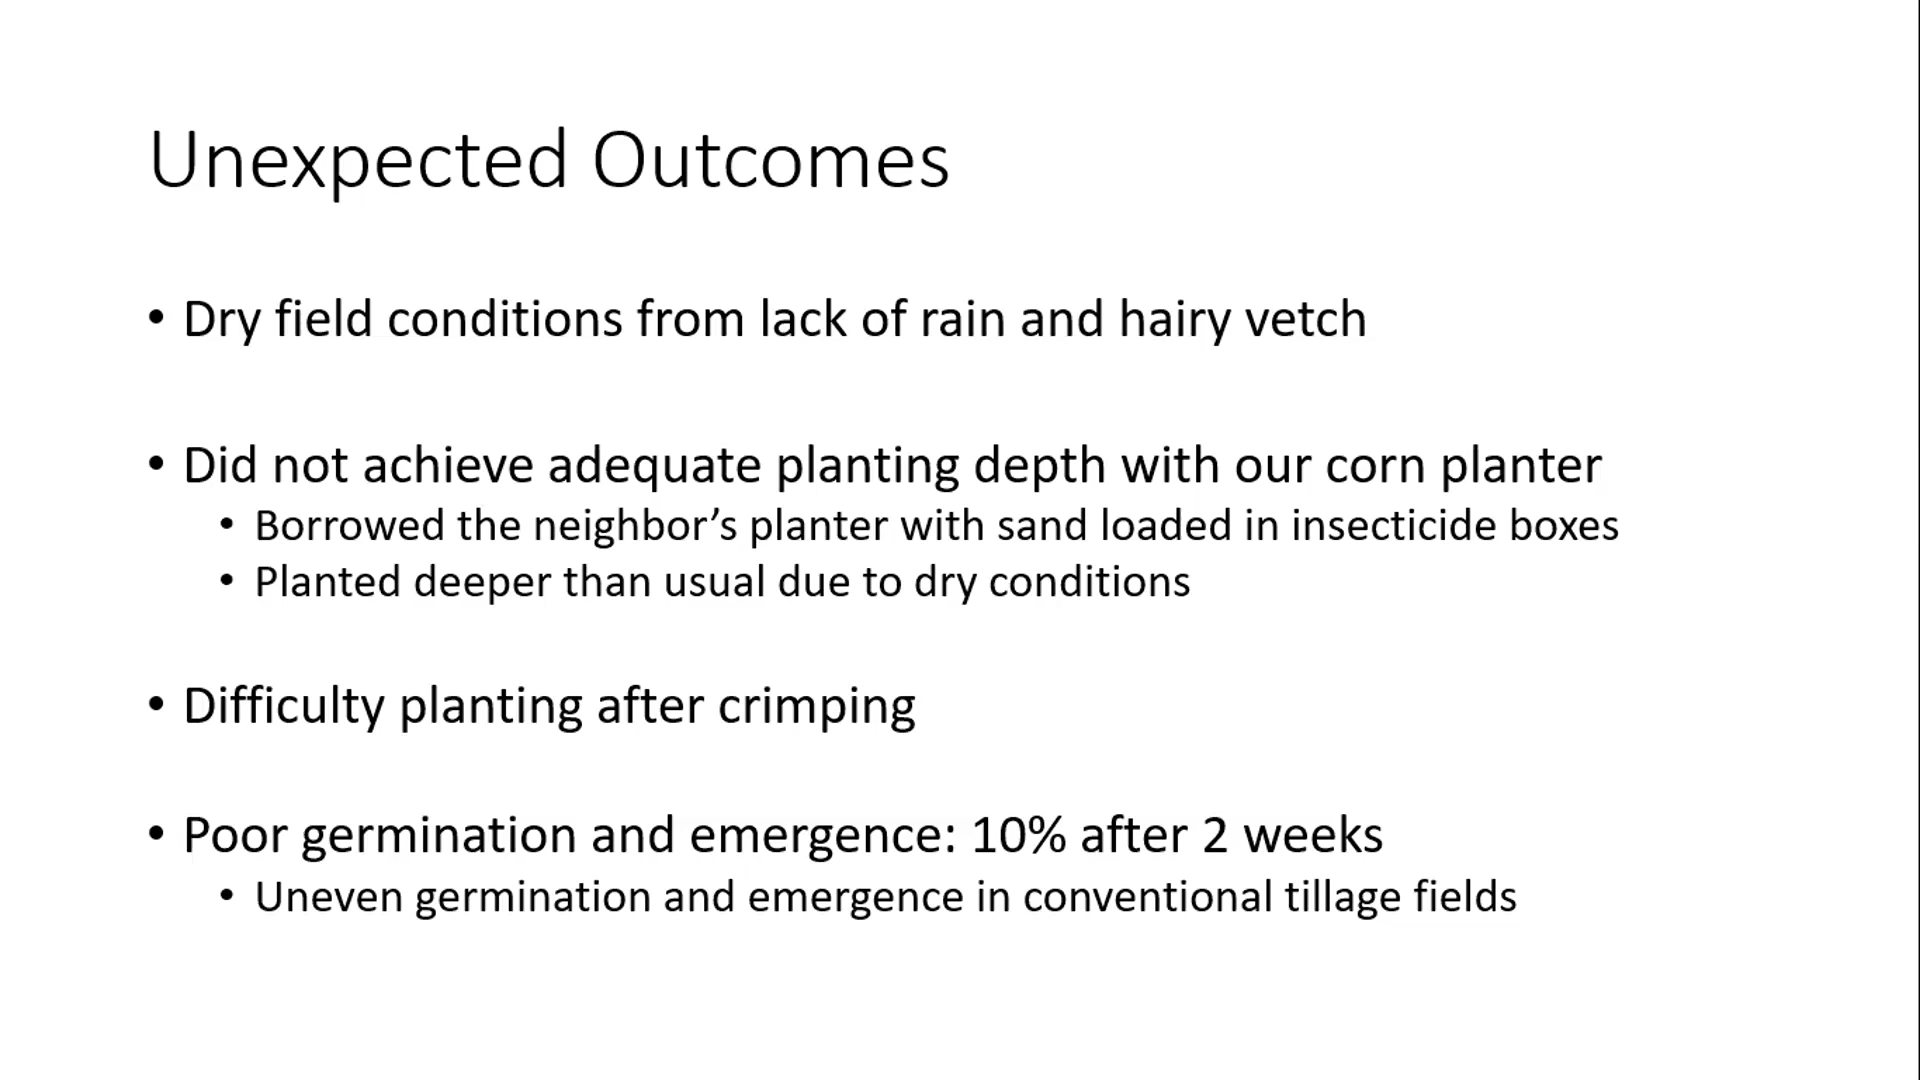 Unexpected Outcomes
• Dry field conditions from lack of rain and hairy vetch
• Did not achieve adequate planting depth with our corn planter
• Borrowed the neighbor’s planter with sand loaded in insecticide boxes
• Planted deeper than usual due to dry conditions
• Difficulty planting after crimping
• Poor germination and emergence: 10% after 2 weeks
• Uneven germination and emergence in conventional tillage fields